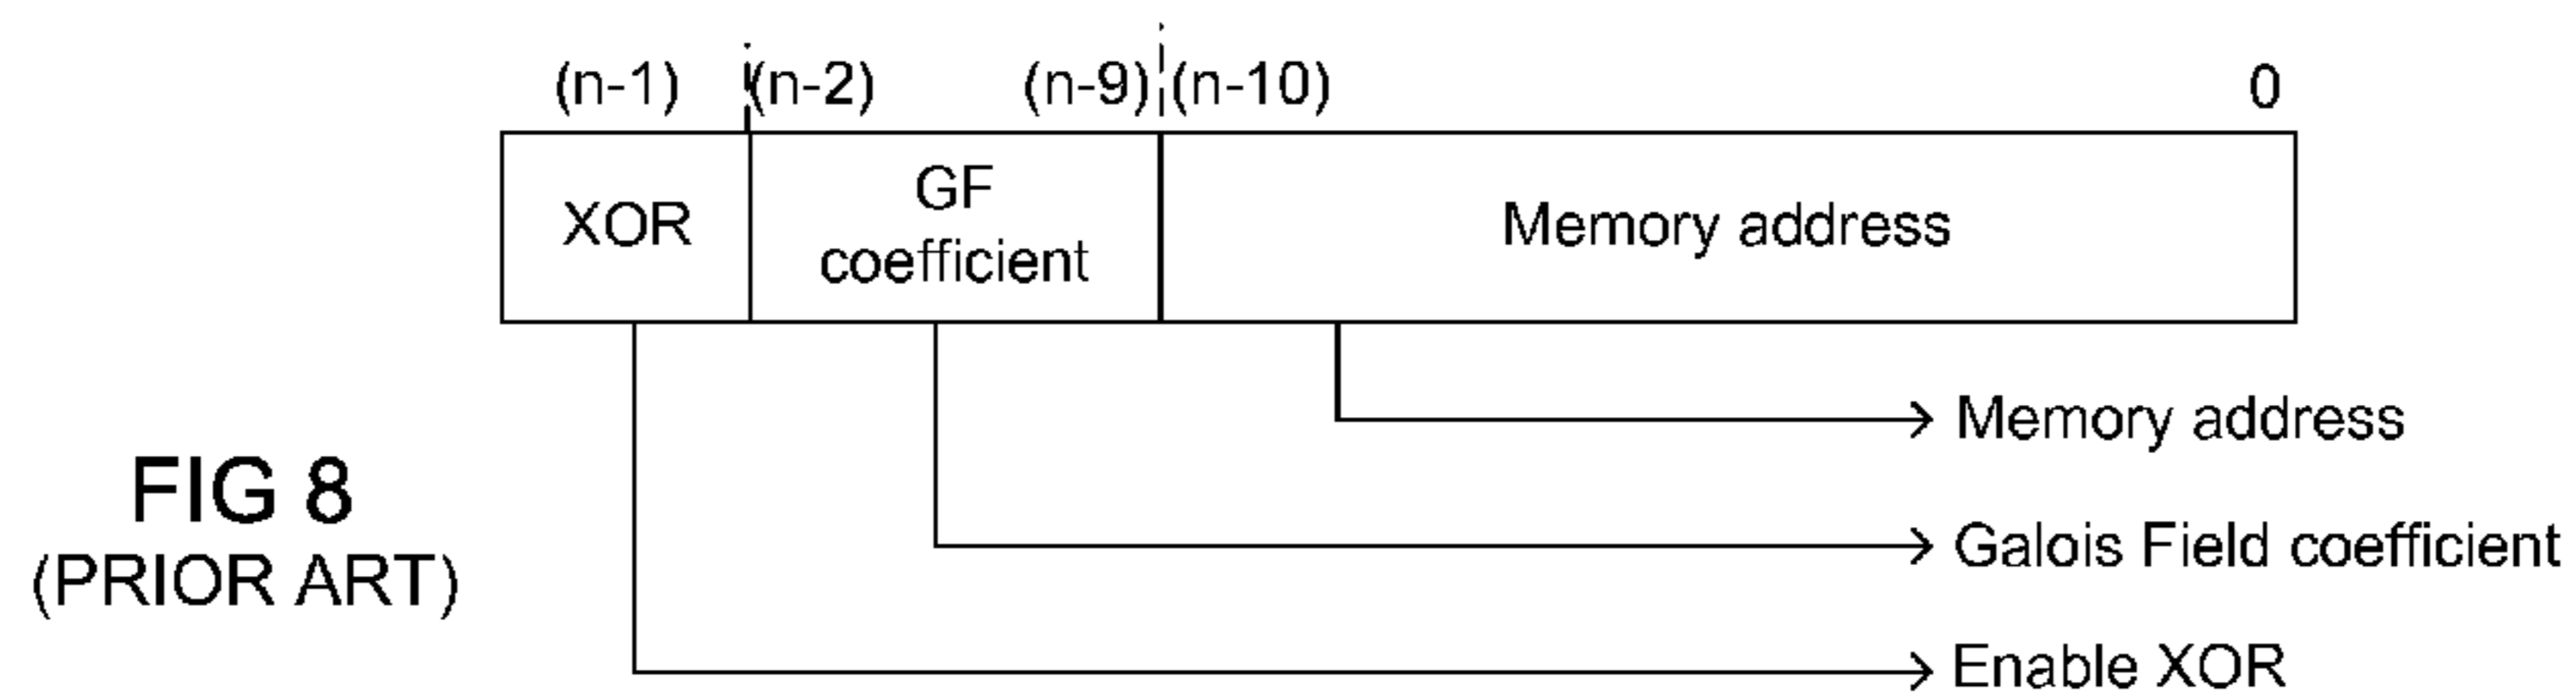 (n-1) (n-2) (n-9) (n-10) 0
XOR
GF
coefficient
Memory address
Memory address
Galois Field coefficient
Enable XOR
FIG 8
(PRIOR ART)